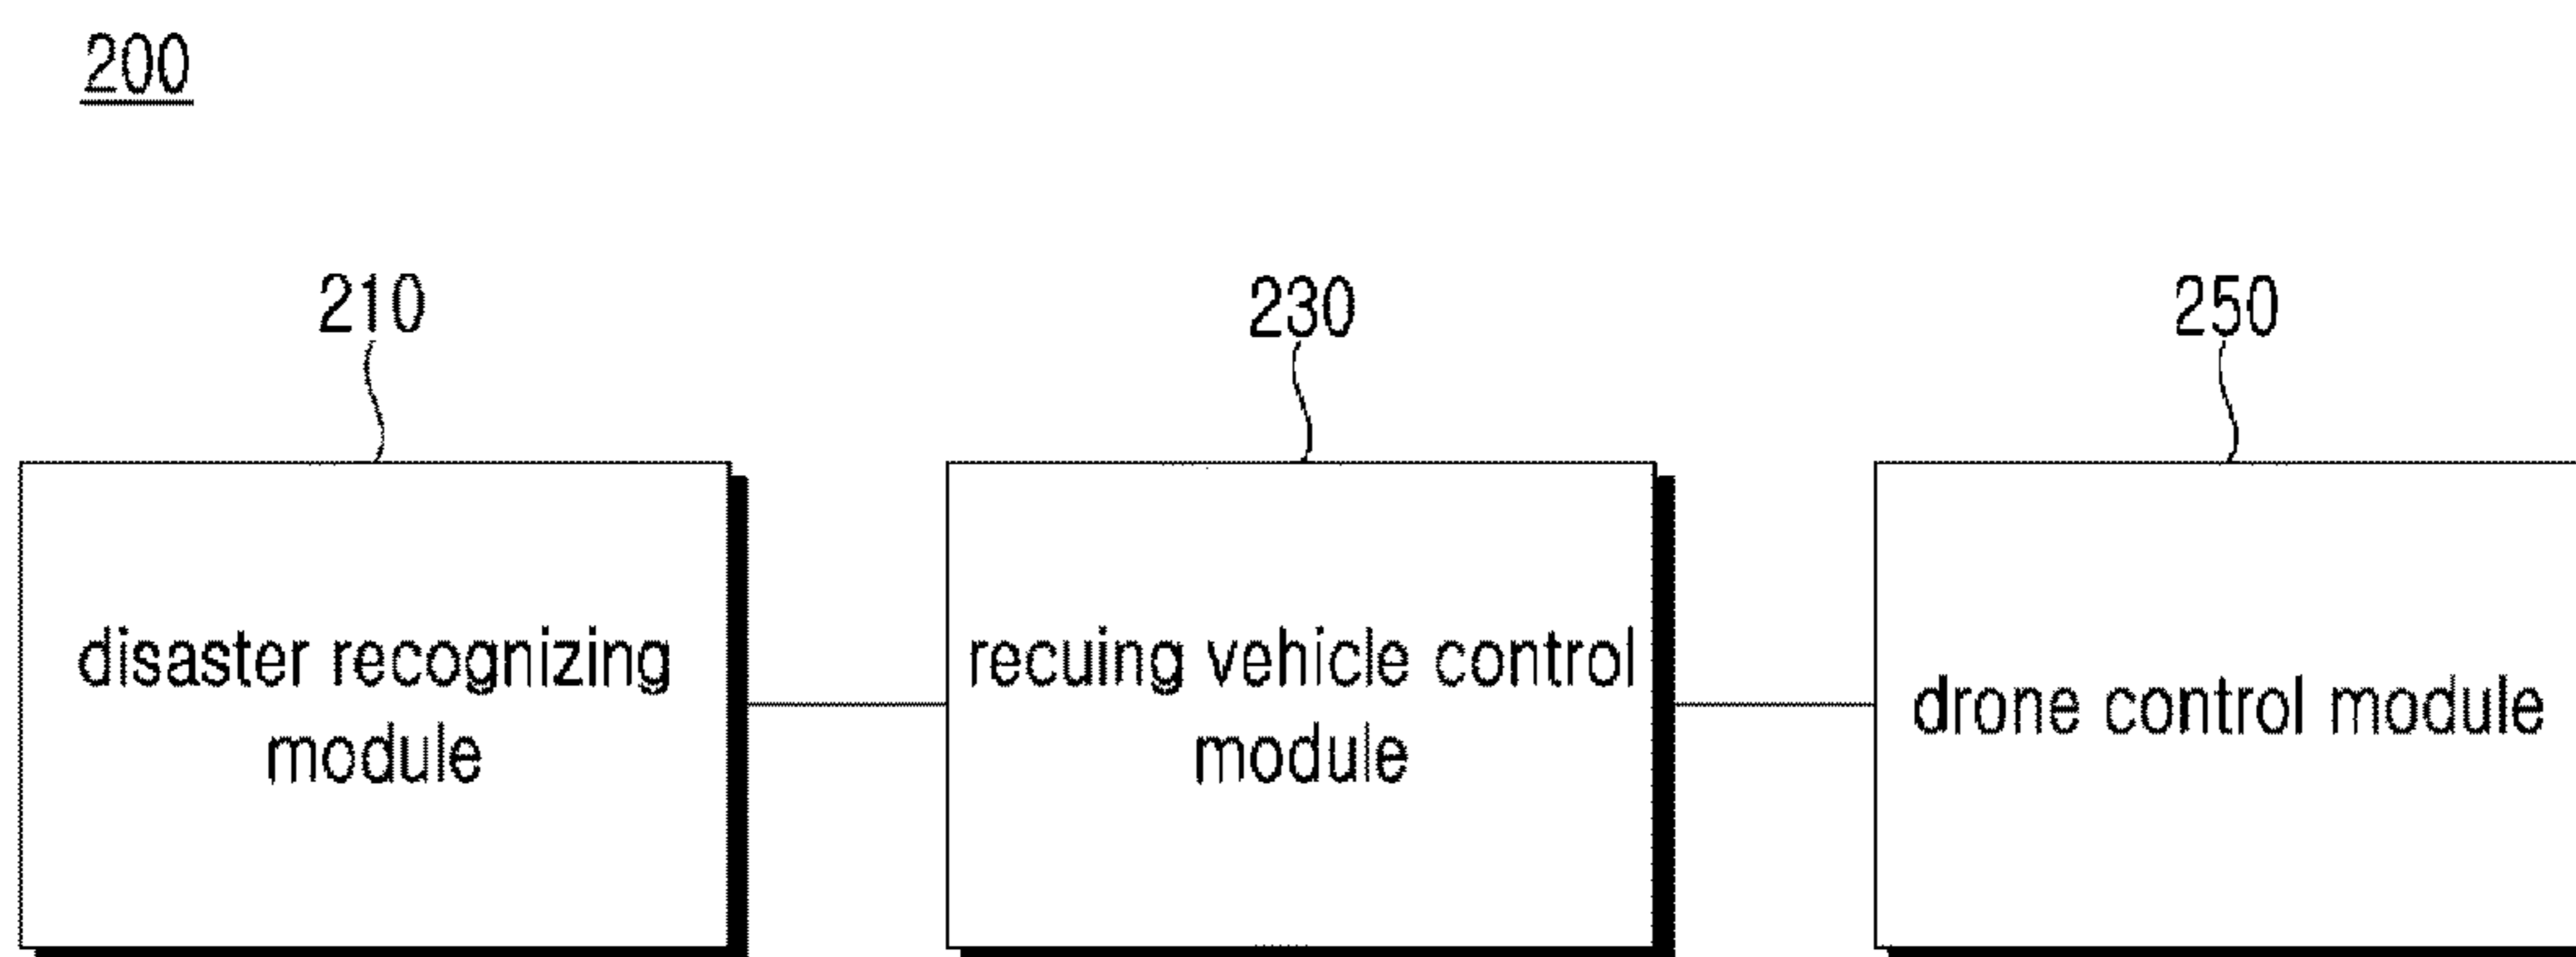 200
210
230
250
disaster recognizing
module
recuing vehicle control
module
drone control module